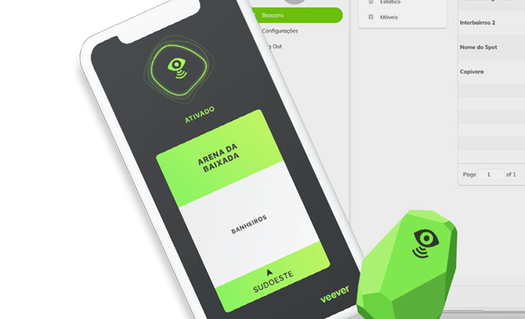 ATIVADO
ARENA DA
BAIXADA
BANHEIROS
SUDOESTE
veever
Beacons
Configurações
Out
Estático
Móveis
Interbairros 2
Nome do Spot
Capivara
Page 1 of 1